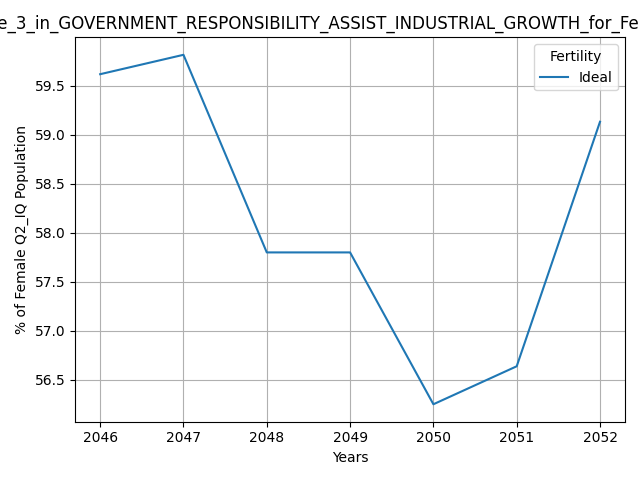 e_3_in_GOVERNMENT_RESPONSIBILITY_ASSIST_INDUSTRIAL_GROWTH_for_Fe
Fertility
Ideal
% of Female Q2_IQ Population
59.5
59.0
58.5
58.0
57.5
57.0
56.5
2046 2047 2048 2049 2050 2051 2052
Years